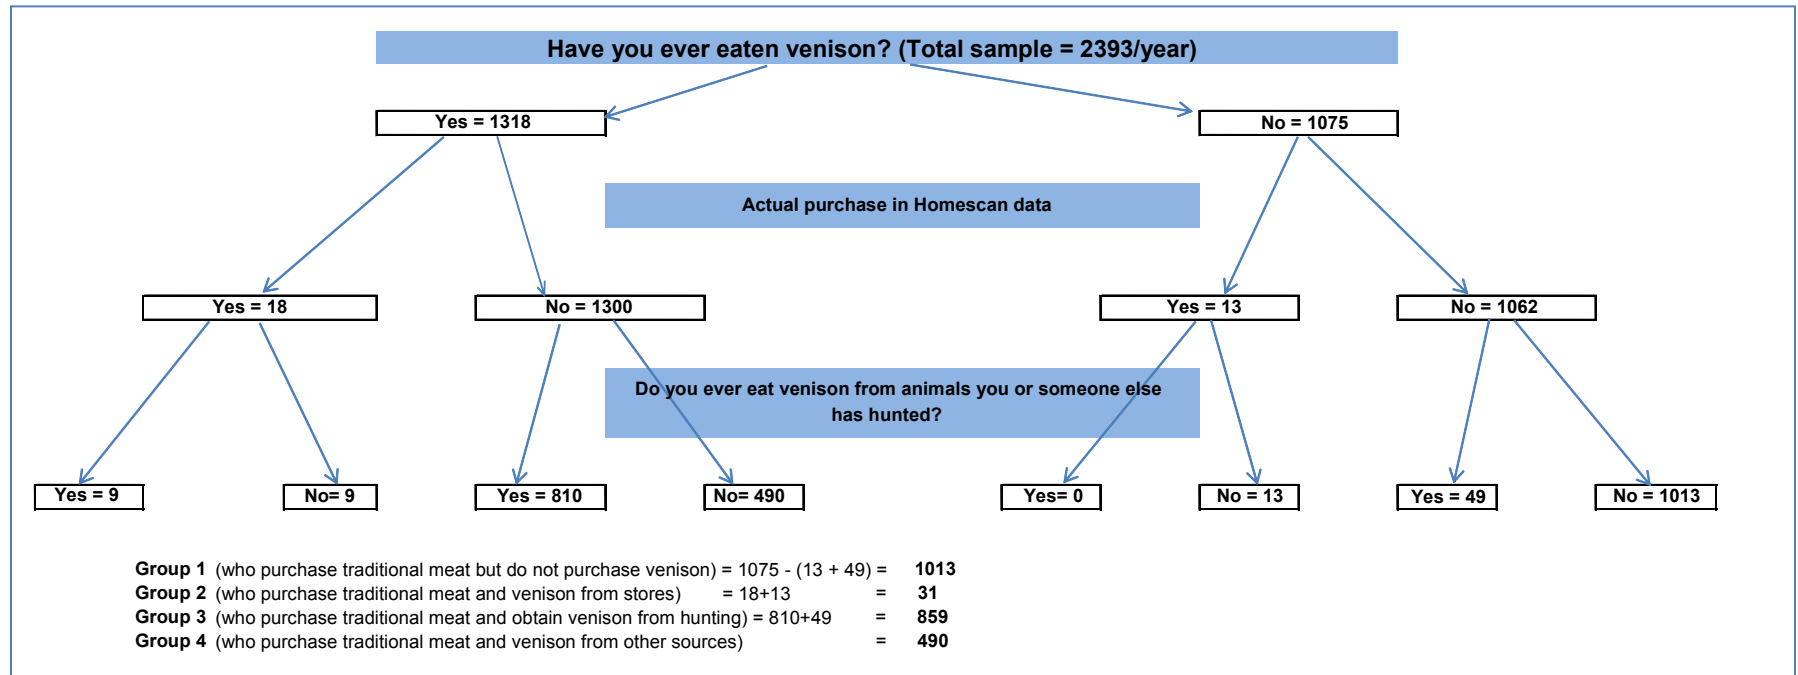 Have you ever eaten venison? (Total sample = 2393/year)
Yes = 1318
No = 1075
Actual purchase in Homescan data
Yes = 18
No = 1300
Yes = 13
No = 1062
Do you ever eat venison from animals you or someone else
has hunted?
Yes = 9
No= 9
Yes = 810
No= 490
Yes= 0
No = 13
Yes = 49
No = 1013
Group 1 (who purchase traditional meat but do not purchase venison) = 1075 - (13 + 49) = 1013
Group 2 (who purchase traditional meat and venison from stores) = 18+13 = 31
Group 3 (who purchase traditional meat and obtain venison from hunting) = 810+49 = 859
Group 4 (who purchase traditional meat and venison from other sources) = 490